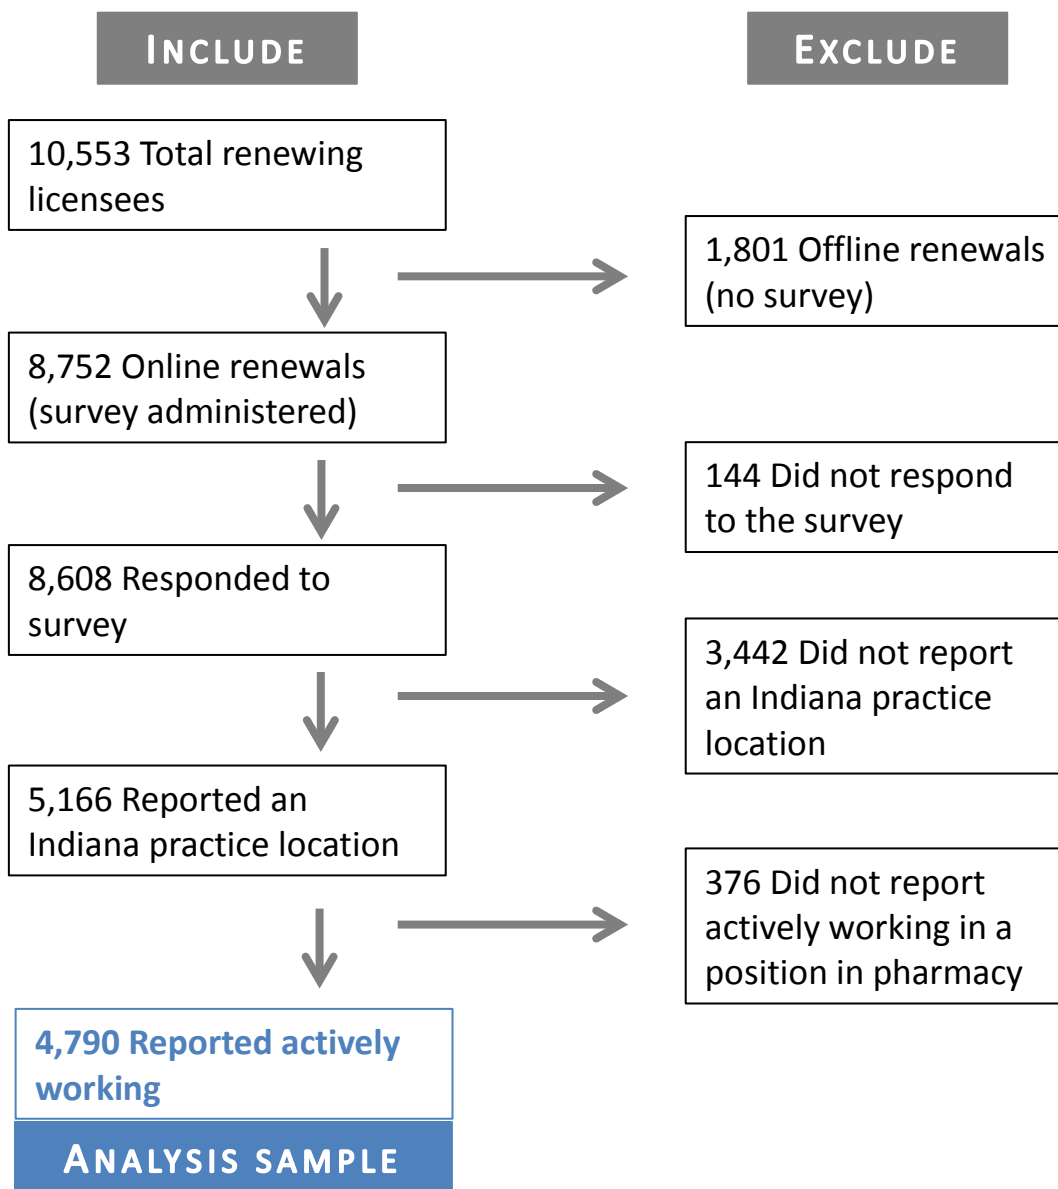 INCLUDE
EXCLUDE
10,553 Total renewing
licensees
1,801 Offline renewals
(no survey)
8,752 Online renewals
(survey administered)
144 Did not respond
to the survey
8,608 Responded to
survey
3,442 Did not report
an Indiana practice
location
5,166 Reported an
Indiana practice location
376 Did not report
actively working in a
position in pharmacy
4,790 Reported actively
working
ANALYSIS SAMPLE